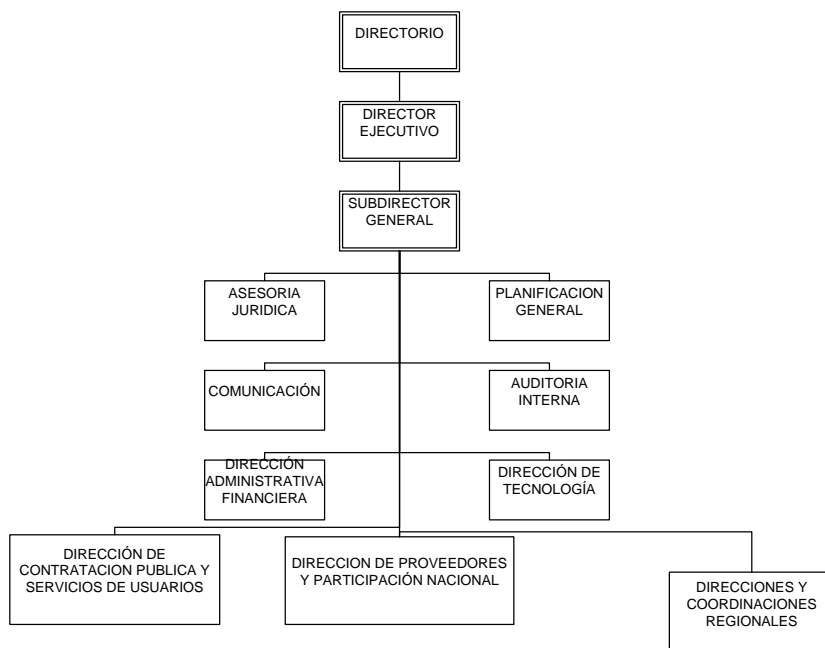 DIRECTORIO
DIRECTOR
EJECUTIVO
SUBDIRECTOR
GENERAL
ASESORIA
JURIDICA
PLANIFICACION
GENERAL
COMUNICACIÓN
AUDITORIA
INTERNA
DIRECCIÓN
ADMINISTRATIVA
FINANCIERA
DIRECCIÓN DE
TECNOLOGÍA
DIRECCIÓN DE
CONTRATACION PUBLICA Y
SERVICIOS DE USUARIOS
DIRECCION DE PROVEEDORES
Y PARTICIPACIÓN NACIONAL
DIRECCIONES Y
COORDINACIONES
REGIONALES